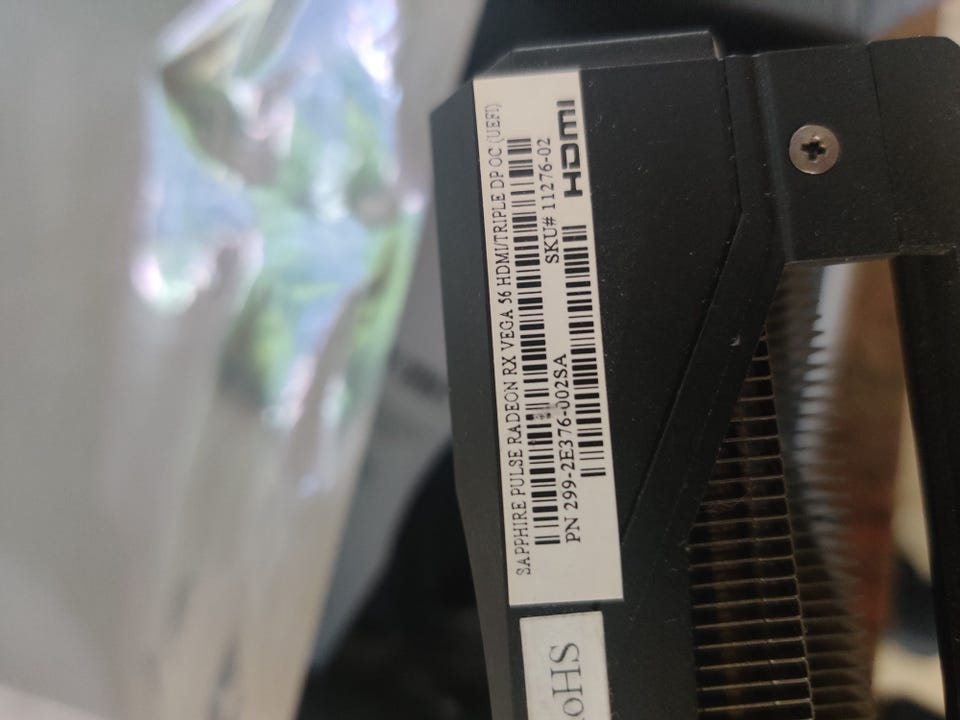 SAPPHIRE PULSE RADEON RX VEGA 56 HDMI/TRIPLE DP OC (UEFI)
SKU# 11276-02
PN 299-2E376-002SA
HDMI
RoHS